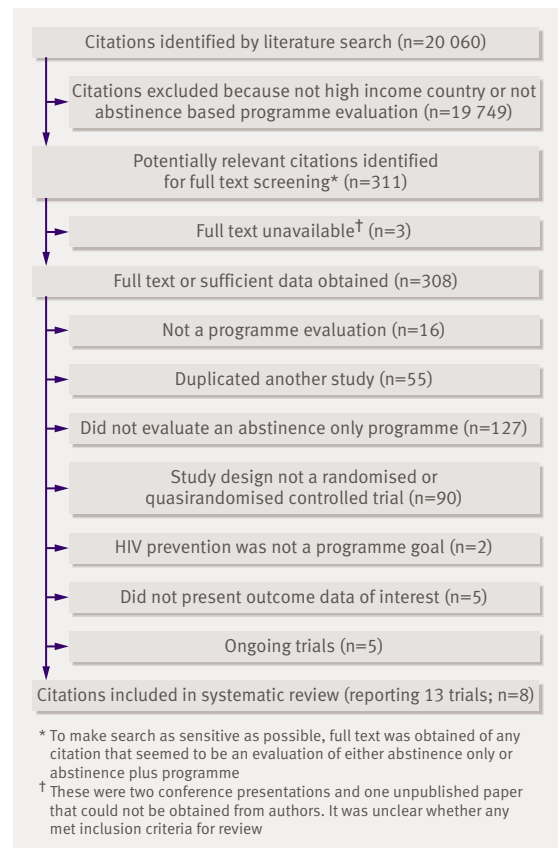 Citations identified by literature search (n=20 060)
Citations excluded because not high income country or not
abstinence based programme evaluation (n=19 749)
Potentially relevant citations identified
for full text screening* (n=311)
Full text unavailable† (n=3)
Full text or sufficient data obtained (n=308)
Not a programme evaluation (n=16)
Duplicated another study (n=55)
Did not evaluate an abstinence only programme (n=127)
Study design not a randomised or
quasirandomised controlled trial (n=90)
HIV prevention was not a programme goal (n=2)
Did not present outcome data of interest (n=5)
Ongoing trials (n=5)
Citations included in systematic review (reporting 13 trials; n=8)
* To make search as sensitive as possible, full text was obtained of any
citation that seemed to be an evaluation of either abstinence only or
abstinence plus programme
† These were two conference presentations and one unpublished paper
that could not be obtained from authors. It was unclear whether any
met inclusion criteria for review